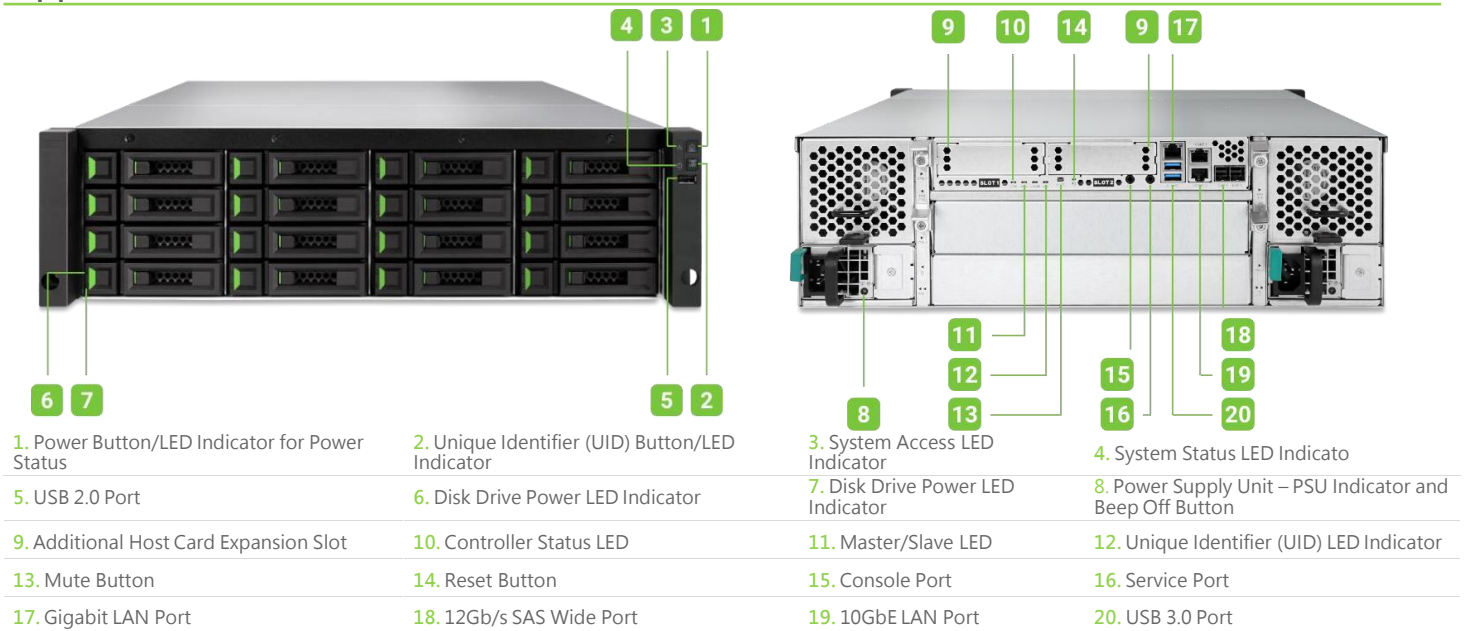 4 3 1
9 10 14 9 17
SLOT 1
SLOT 2
11
12
13
15
16
18
19
20
6 7
5 2
8
1. Power Button/LED Indicator for Power
Status
2. Unique Identifier (UID) Button/LED
Indicator
3. System Access LED
Indicator
4. System Status LED Indicato
5. USB 2.0 Port
6. Disk Drive Power LED Indicator
7. Disk Drive Power LED
Indicator
8. Power Supply Unit – PSU Indicator and
Beep Off Button
9. Additional Host Card Expansion Slot
10. Controller Status LED
11. Master/Slave LED
12. Unique Identifier (UID) LED Indicator
13. Mute Button
14. Reset Button
15. Console Port
16. Service Port
17. Gigabit LAN Port
18. 12Gb/s SAS Wide Port
19. 10GbE LAN Port
20. USB 3.0 Port